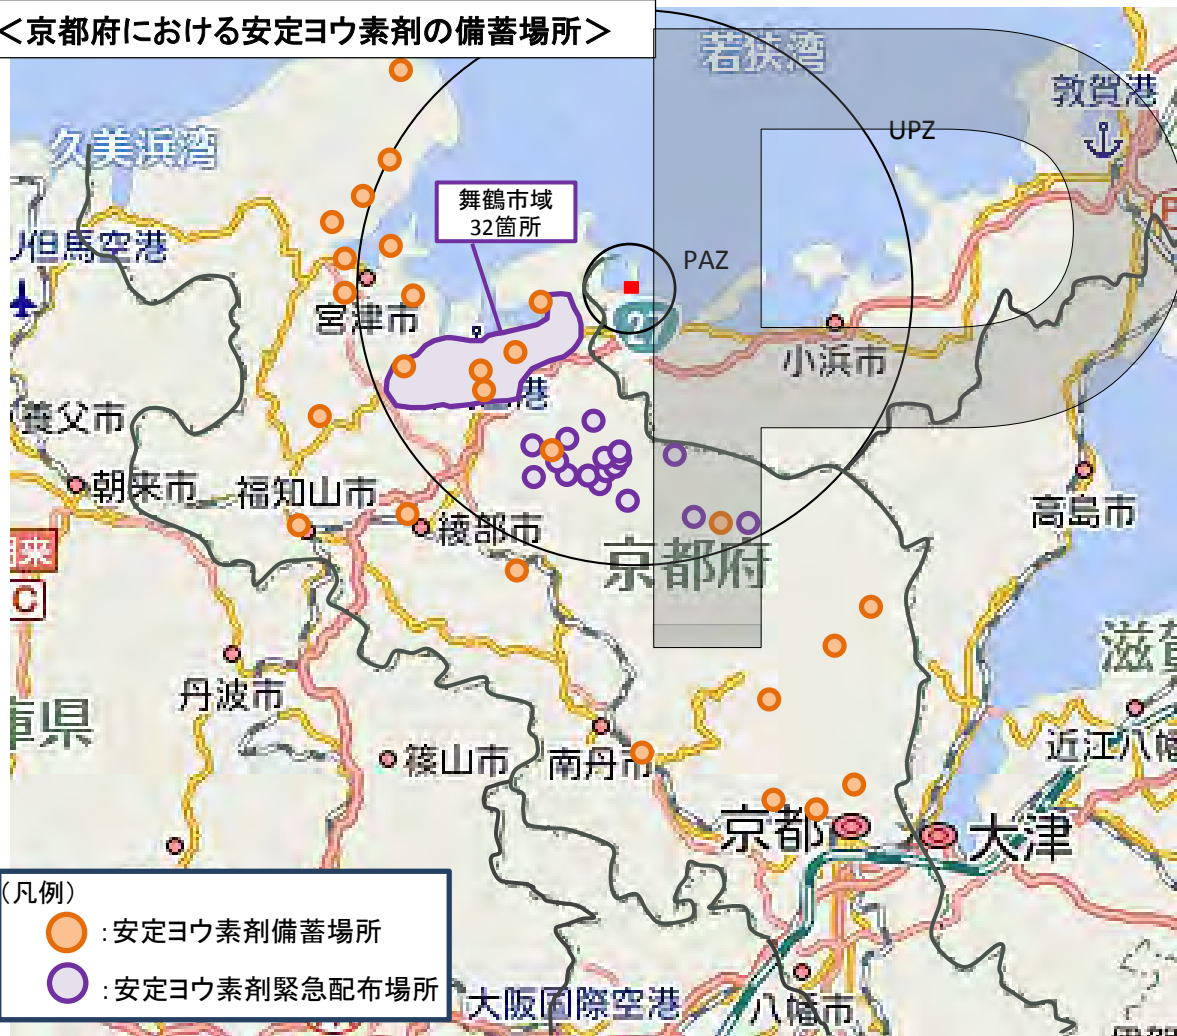 ＜京都府における安定ヨウ素剤の備蓄場所＞
若狭湾
敦賀港
UPZ
久美浜湾
舞鶴市域
32箇所
但馬空港
PAZ
宮津市
27
小浜市
港
養父市
朝来市
福知山市
綾部市
高島市
京都府
C
滋賀
丹波市
庫県
篠山市
南丹市
近江八幡
京都
大津
(凡例)
:安定ヨウ素剤備蓄場所
:安定ヨウ素剤緊急配布場所
大阪国際空港
八幡市